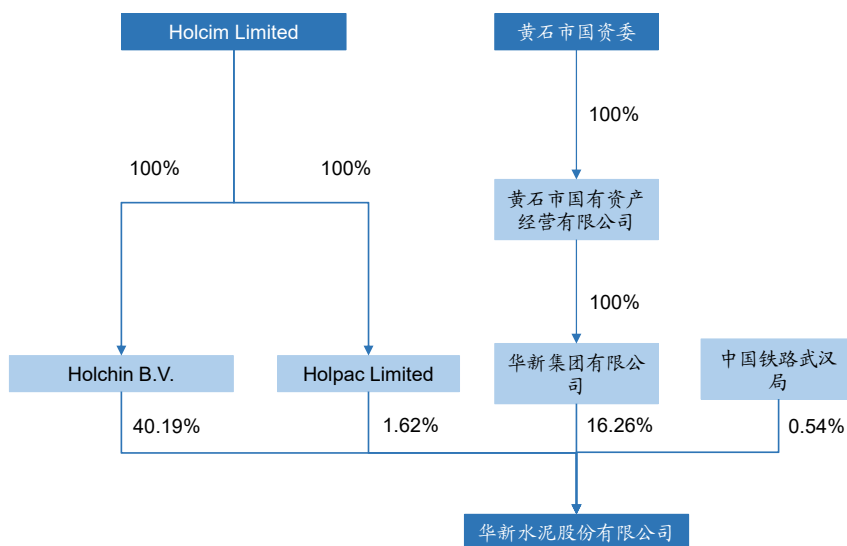 Holcim Limited
黄石市国资委
100%
100%
100%
黄石市国有资产
经营有限公司
100%
Holchin B.V.
Holpac Limited
华新集团有限公
司
中国铁路武汉
局
40.19%
1.62%
16.26%
0.54%
华新水泥股份有限公司